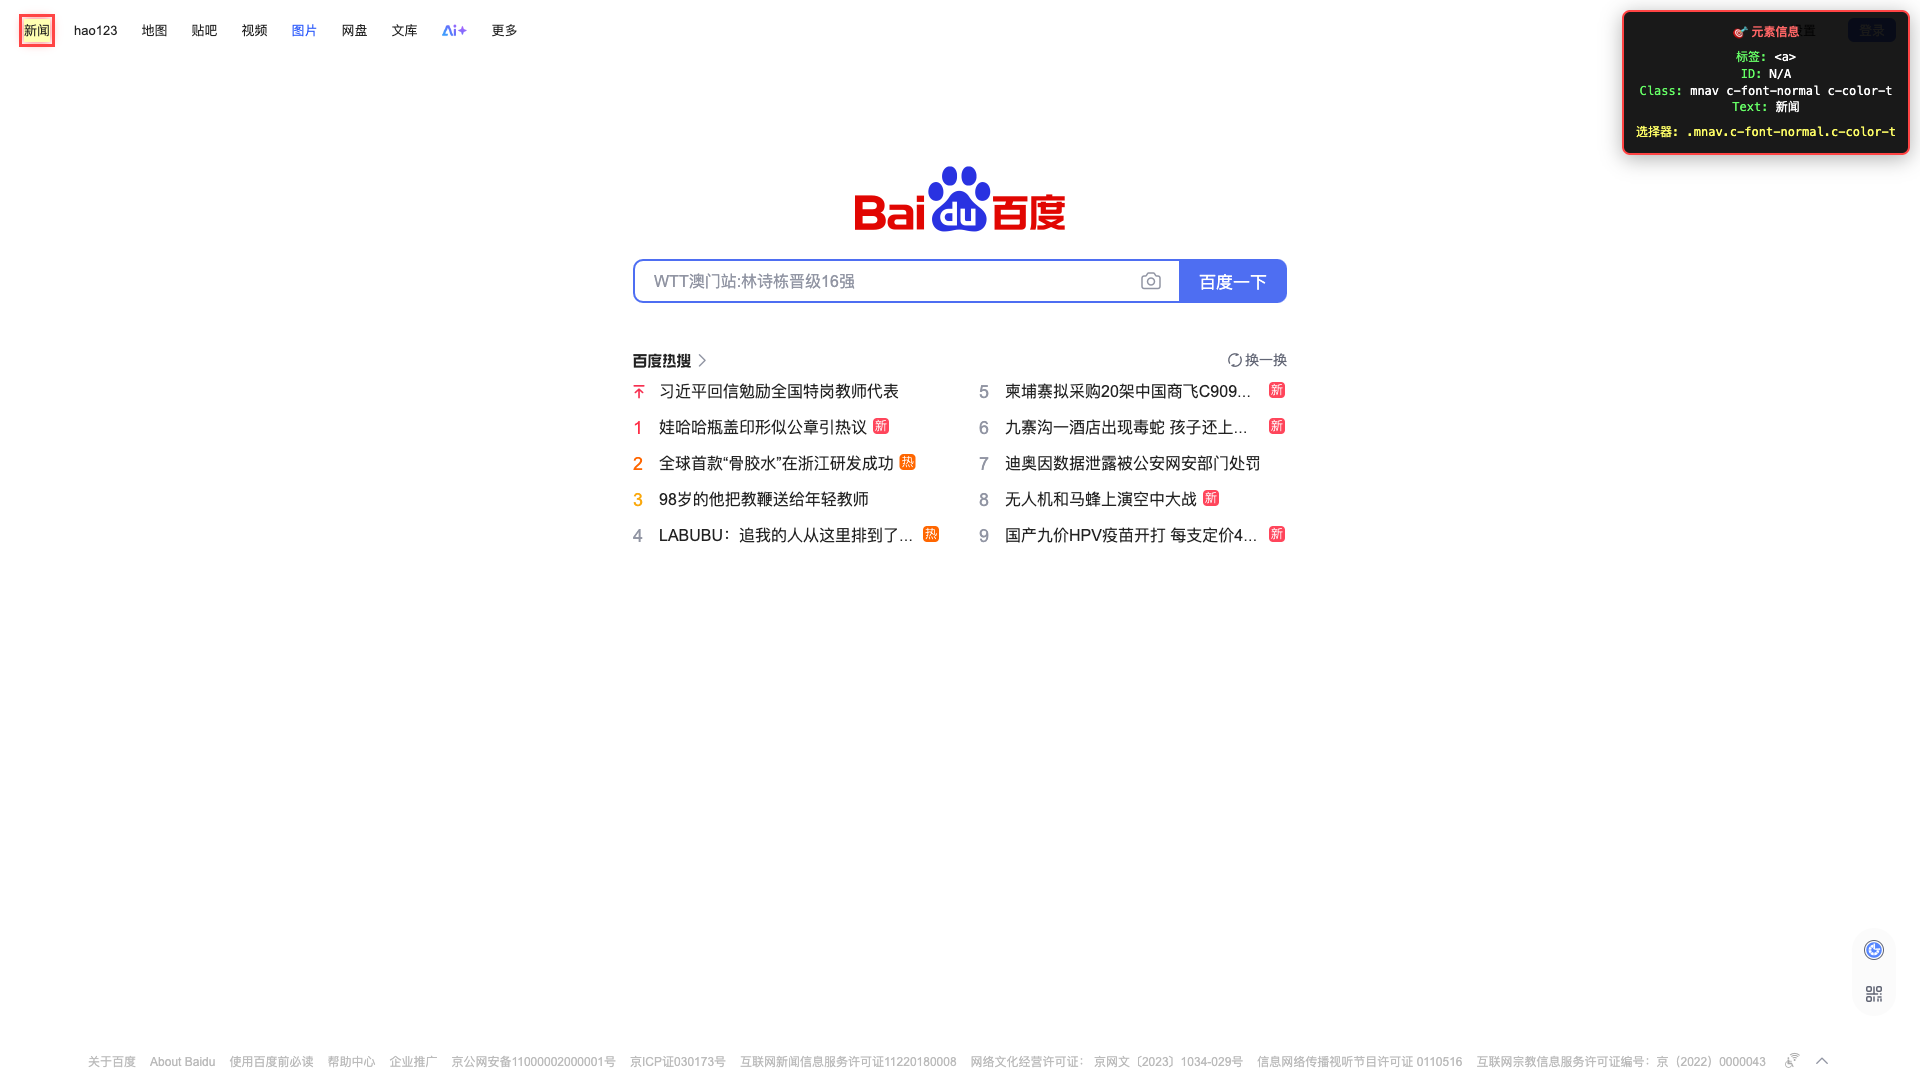 新闻 hao123 地图 贴吧 视频 图片 网盘 文库 Ai+ 更多
置 登录
🎯 元素信息
标签: <a>
ID: N/A
Class: mnav c-font-normal c-color-t
Text: 新闻
选择器: .mnav.c-font-normal.c-color-t
Bai du 百度
WTT澳门站:林诗栋晋级16强
百度一下
百度热搜
换一换
习近平回信勉励全国特岗教师代表
1 娃哈哈瓶盖印形似公章引热议 新
2 全球首款“骨胶水”在浙江研发成功 热
3 98岁的他把教鞭送给年轻教师
4 LABUBU：追我的人从这里排到了... 热
5 柬埔寨拟采购20架中国商飞C909... 新
6 九寨沟一酒店出现毒蛇 孩子还上... 新
7 迪奥因数据泄露被公安网安部门处罚
8 无人机和马蜂上演空中大战 新
9 国产九价HPV疫苗开打 每支定价4... 新
关于百度 About Baidu 使用百度前必读 帮助中心 企业推广 京公网安备11000002000001号 京ICP证030173号 互联网新闻信息服务许可证11220180008 网络文化经营许可证： 京网文〔2023〕1034-029号 信息网络传播视听节目许可证 0110516 互联网宗教信息服务许可证编号：京（2022）0000043